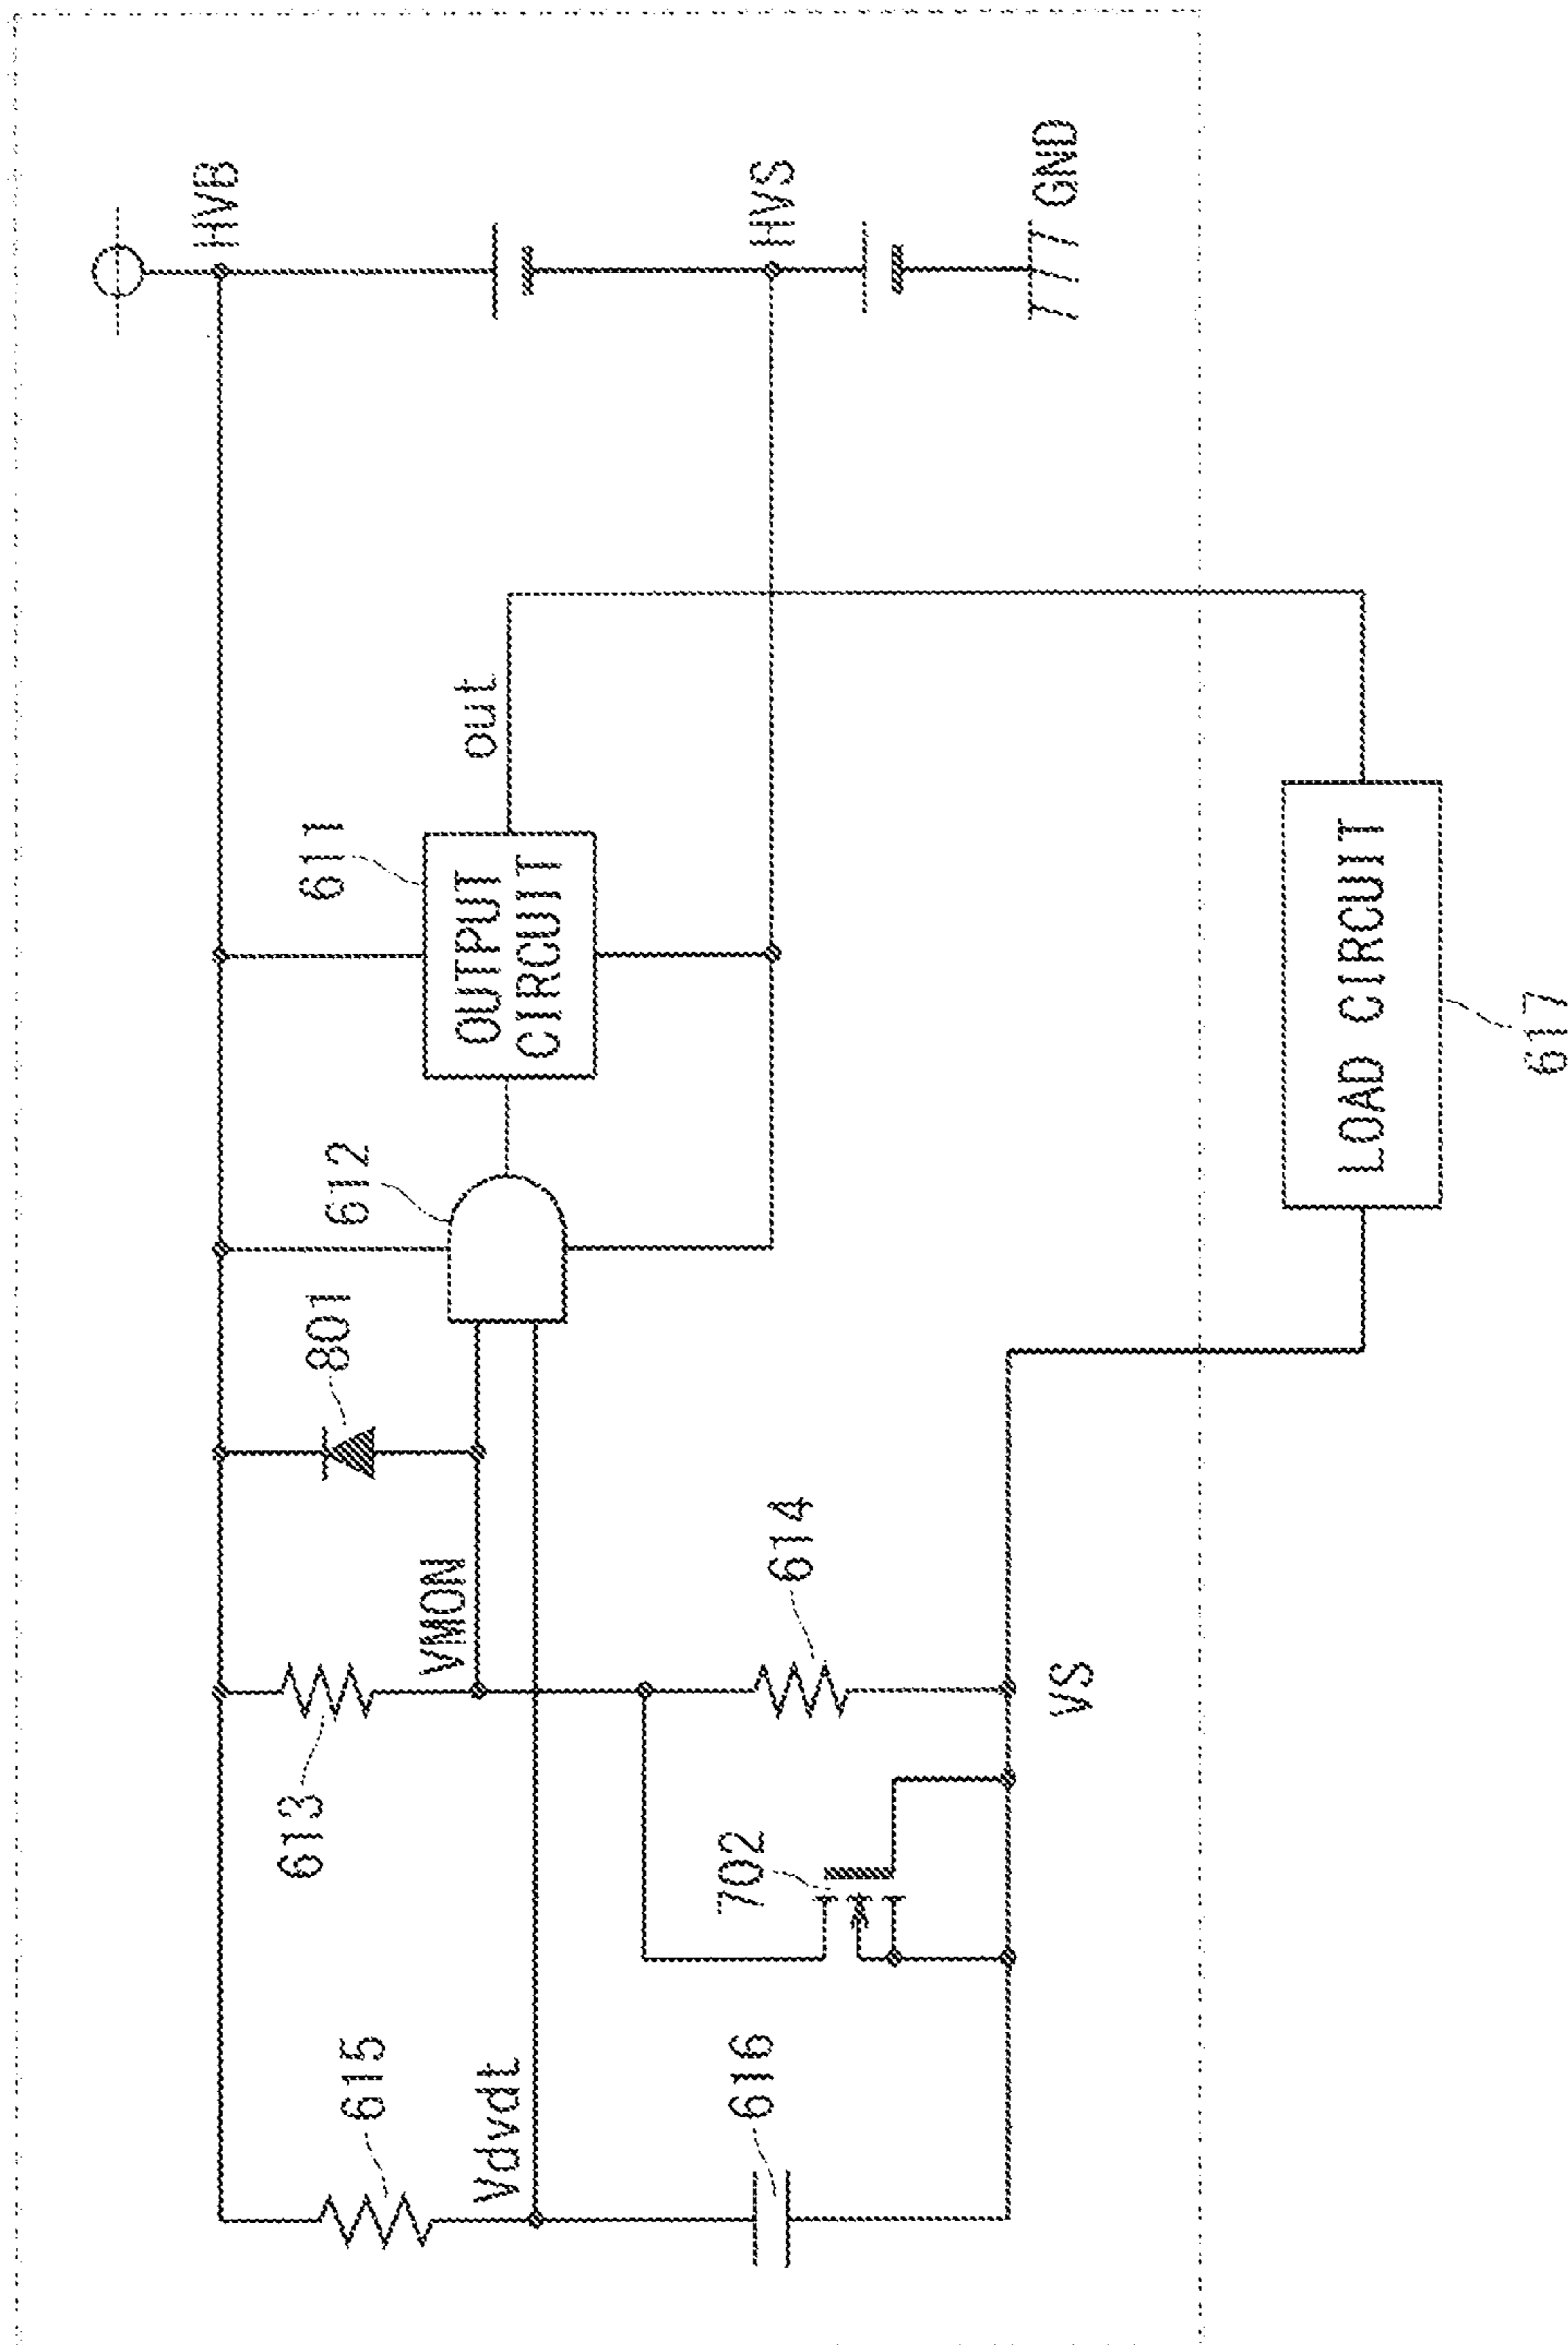 HVB
HVS
GND
out
611
OUTPUT
CIRCUIT
612
801
VMON
613
614
702
VS
615
Vdvdt
616
LOAD CIRCUIT
617